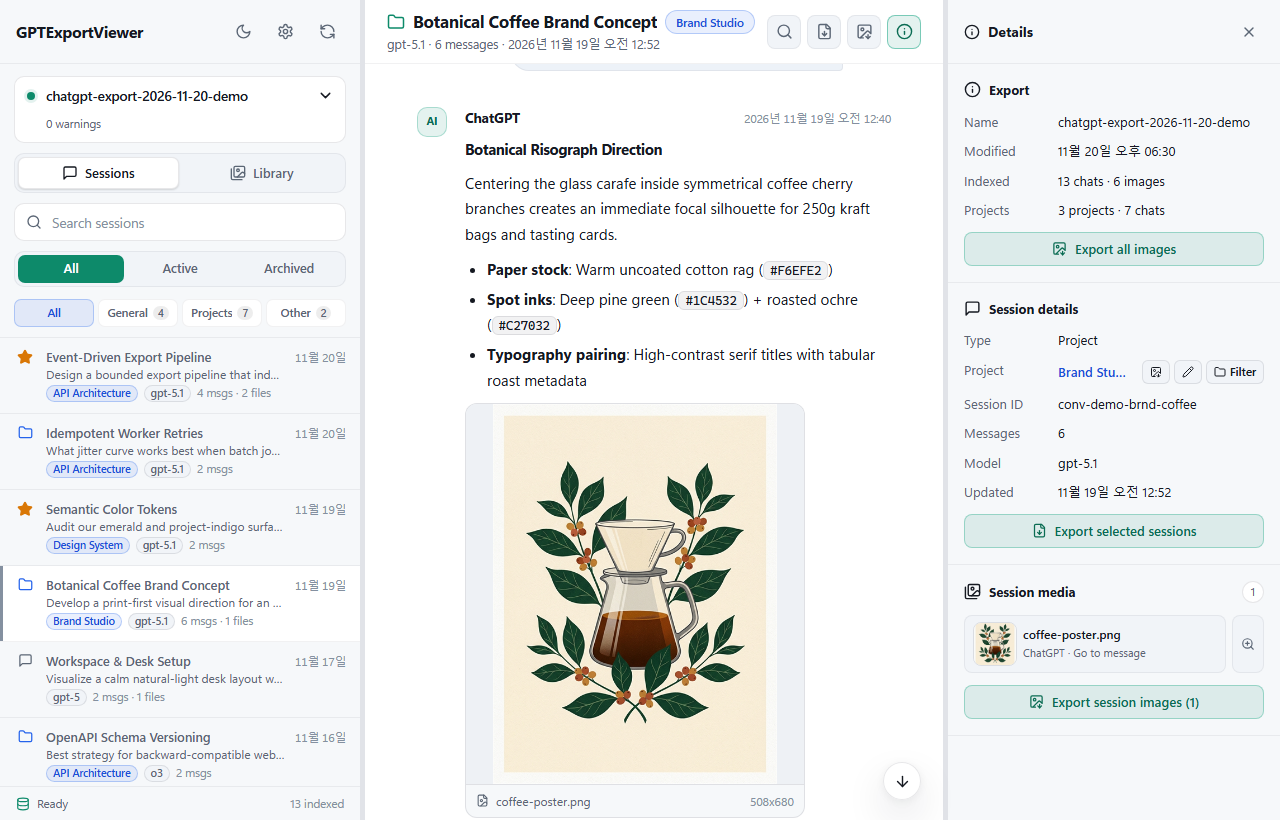 GPTExportViewer
chatgpt-export-2026-11-20-demo
0 warnings
Sessions
Library
Search sessions
All
Active
Archived
All
General 4
Projects 7
Other 2
Event-Driven Export Pipeline
11월 20일
Design a bounded export pipeline that ind...
API Architecture
gpt-5.1
4 msgs · 2 files
Idempotent Worker Retries
11월 20일
What jitter curve works best when batch jo...
API Architecture
gpt-5.1
2 msgs
Semantic Color Tokens
11월 19일
Audit our emerald and project-indigo surfa...
Design System
gpt-5.1
2 msgs
Botanical Coffee Brand Concept
11월 19일
Develop a print-first visual direction for an ...
Brand Studio
gpt-5.1
6 msgs · 1 files
Workspace & Desk Setup
11월 17일
Visualize a calm natural-light desk layout w...
gpt-5
2 msgs · 1 files
OpenAPI Schema Versioning
11월 16일
Best strategy for backward-compatible web...
API Architecture
o3
2 msgs
Ready
13 indexed
Botanical Coffee Brand Concept
Brand Studio
gpt-5.1 · 6 messages · 2026년 11월 19일 오전 12:52
AI
ChatGPT
2026년 11월 19일 오전 12:40
Botanical Risograph Direction
Centering the glass carafe inside symmetrical coffee cherry
branches creates an immediate focal silhouette for 250g kraft
bags and tasting cards.
• Paper stock: Warm uncoated cotton rag ( #F6EFE2 )
• Spot inks: Deep pine green ( #1C4532 ) + roasted ochre
( #C27032 )
• Typography pairing: High-contrast serif titles with tabular
roast metadata
coffee-poster.png
508x680
Details
Export
Name chatgpt-export-2026-11-20-demo
Modified 11월 20일 오후 06:30
Indexed 13 chats · 6 images
Projects 3 projects · 7 chats
Export all images
Session details
Type Project
Project Brand Stu... Filter
Session ID conv-demo-brnd-coffee
Messages 6
Model gpt-5.1
Updated 11월 19일 오전 12:52
Export selected sessions
Session media
1
coffee-poster.png
ChatGPT · Go to message
Export session images (1)